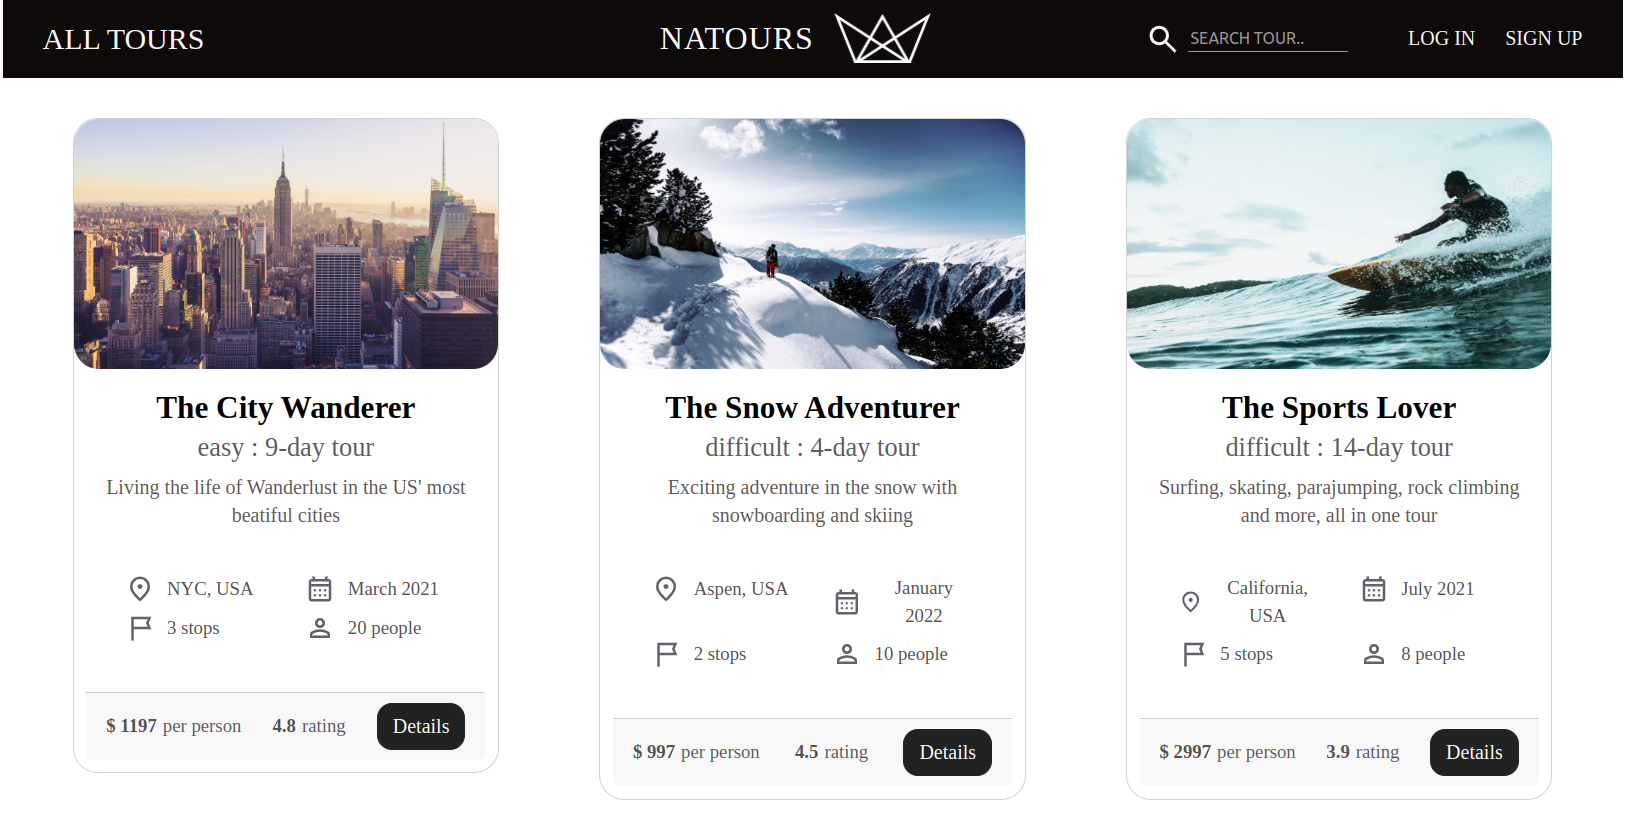 ALL TOURS
NATOURS
SEARCH TOUR..
LOG IN
SIGN UP
The City Wanderer
easy : 9-day tour
Living the life of Wanderlust in the US' most
beatiful cities
NYC, USA
March 2021
3 stops
20 people
$ 1197 per person
4.8 rating
Details
The Snow Adventurer
difficult : 4-day tour
Exciting adventure in the snow with
snowboarding and skiing
Aspen, USA
January
2022
2 stops
10 people
$ 997 per person
4.5 rating
Details
The Sports Lover
difficult : 14-day tour
Surfing, skating, parajumping, rock climbing
and more, all in one tour
California,
USA
July 2021
5 stops
8 people
$ 2997 per person
3.9 rating
Details